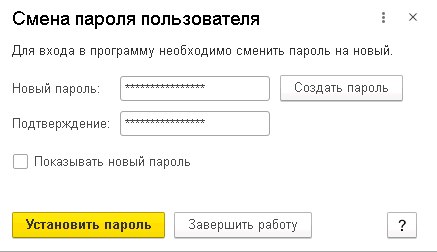 Смена пароля пользователя
Для входа в программу необходимо сменить пароль на новый.
Новый пароль: **************** Создать пароль
Подтверждение: ****************
Показывать новый пароль
Установить пароль Завершить работу ?